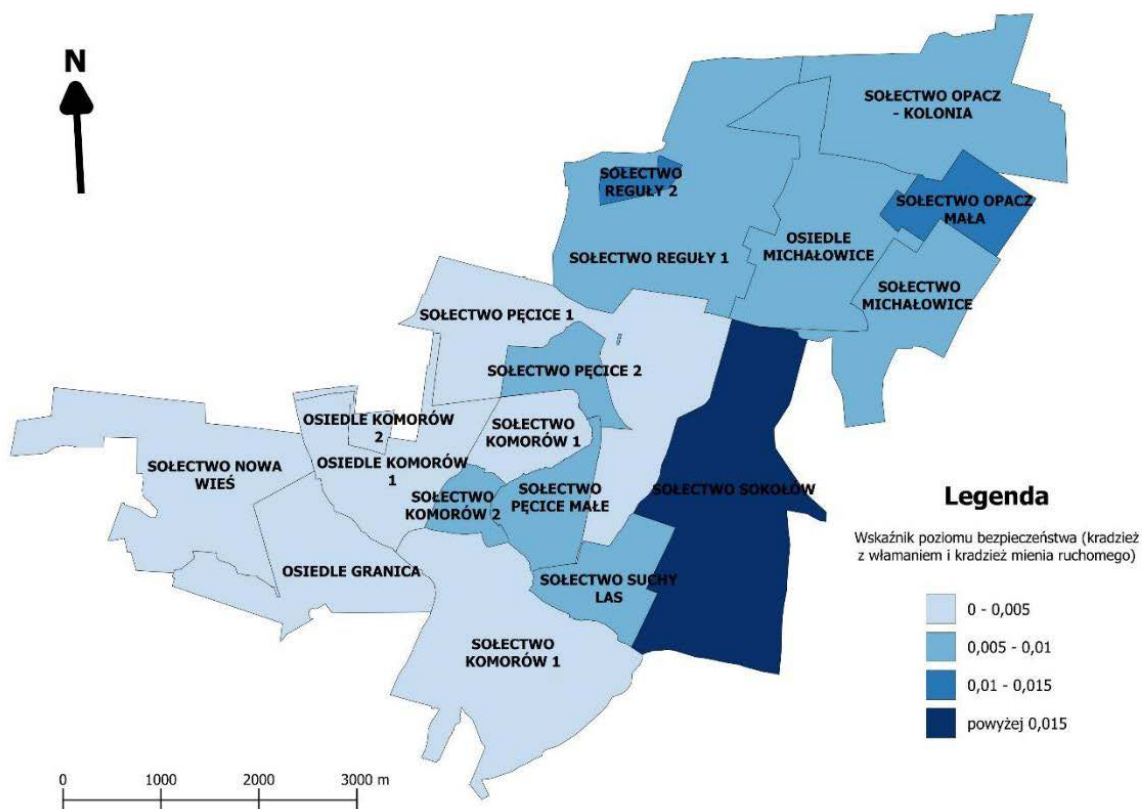 N
SOŁECTWO OPACZ
- KOLONIA
SOŁECTWO
REGUŁY 2
SOŁECTWO OPACZ
MAŁA
OSIEDLE
MICHAŁOWICE
SOŁECTWO REGUŁY 1
SOŁECTWO
MICHAŁOWICE
SOŁECTWO PĘCICE 1
SOŁECTWO PĘCICE 2
OSIEDLE KOMORÓW
2
SOŁECTWO
KOMORÓW 1
SOŁECTWO NOWA
WIEŚ
OSIEDLE KOMORÓW
1
SOŁECTWO
KOMORÓW 2
SOŁECTWO
PĘCICE MAŁE
SOŁECTWO SOKOŁÓW
OSIEDLE GRANICA
SOŁECTWO SUCHY
LAS
SOŁECTWO
KOMORÓW 1
Legenda
Wskaźnik poziomu bezpieczeństwa (kradzież
z włamaniem i kradzież mienia ruchomego)
0 - 0,005
0,005 - 0,01
0,01 - 0,015
powyżej 0,015
0 1000 2000 3000 m